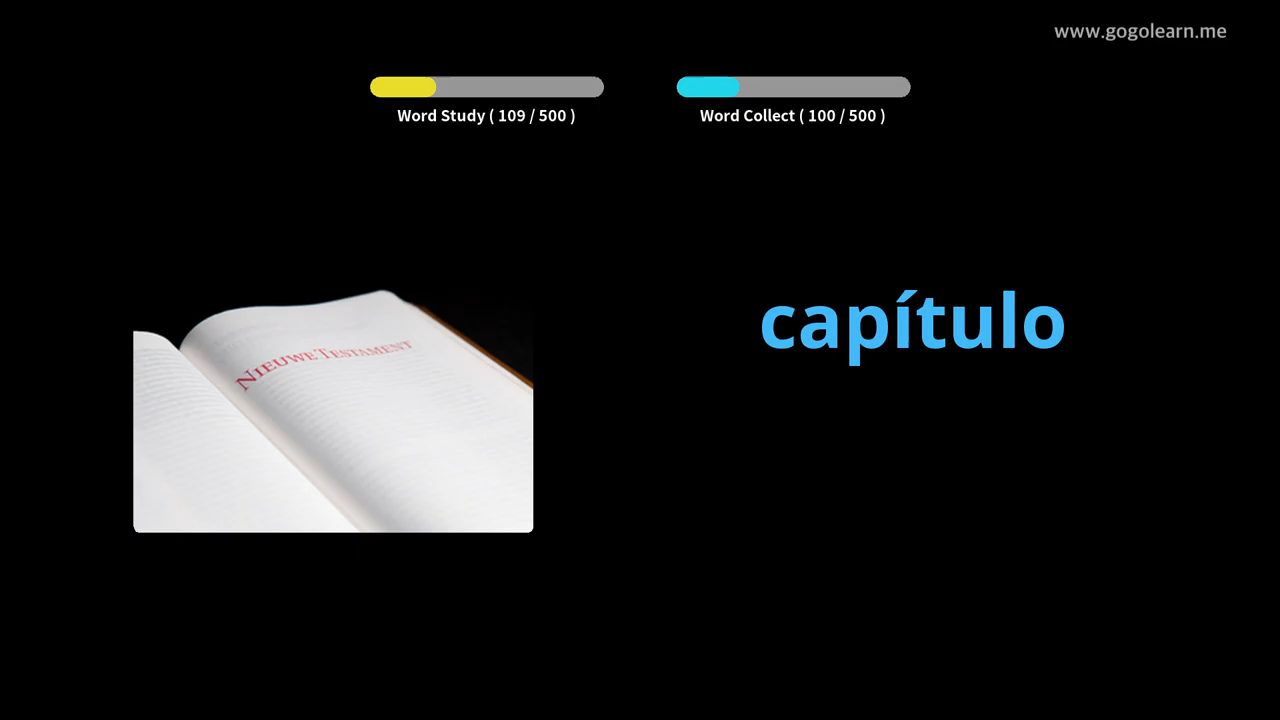 www.gogolearn.me
Word Study ( 109 / 500 )
Word Collect ( 100 / 500 )
capítulo
NIEUWE TESTAMENT